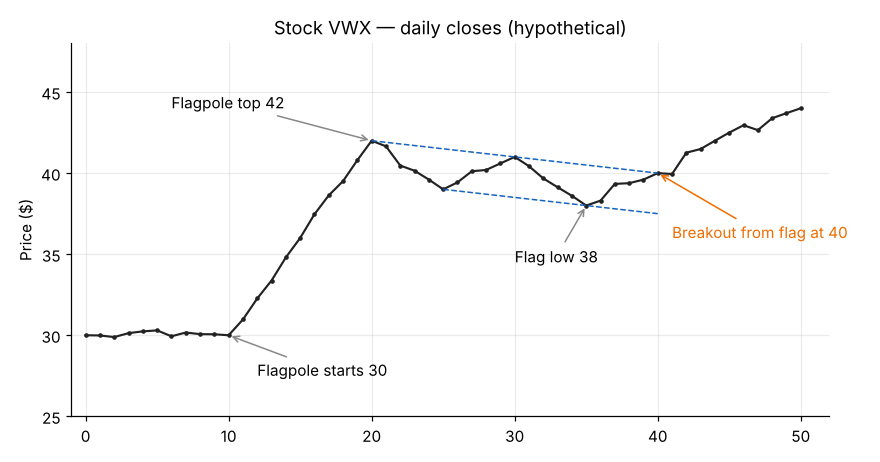 Stock VWX — daily closes (hypothetical)
Price ($)
45
40
35
30
25
Flagpole top 42
Breakout from flag at 40
Flag low 38
Flagpole starts 30
0
10
20
30
40
50